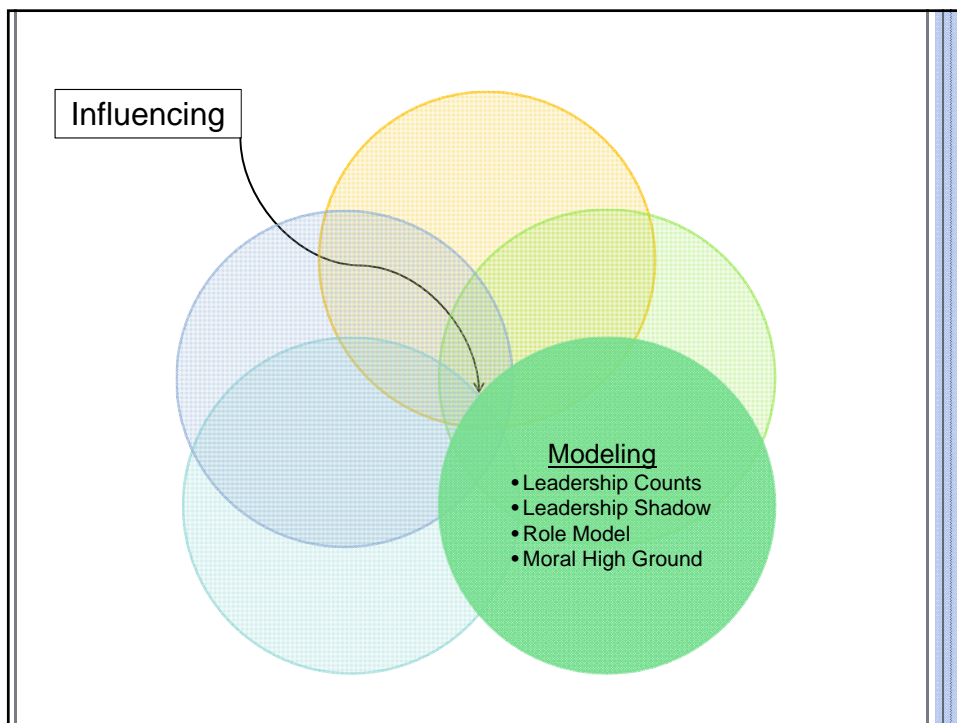 Influencing
Modeling
•Leadership Counts
•Leadership Shadow
•Role Model
•Moral High Ground